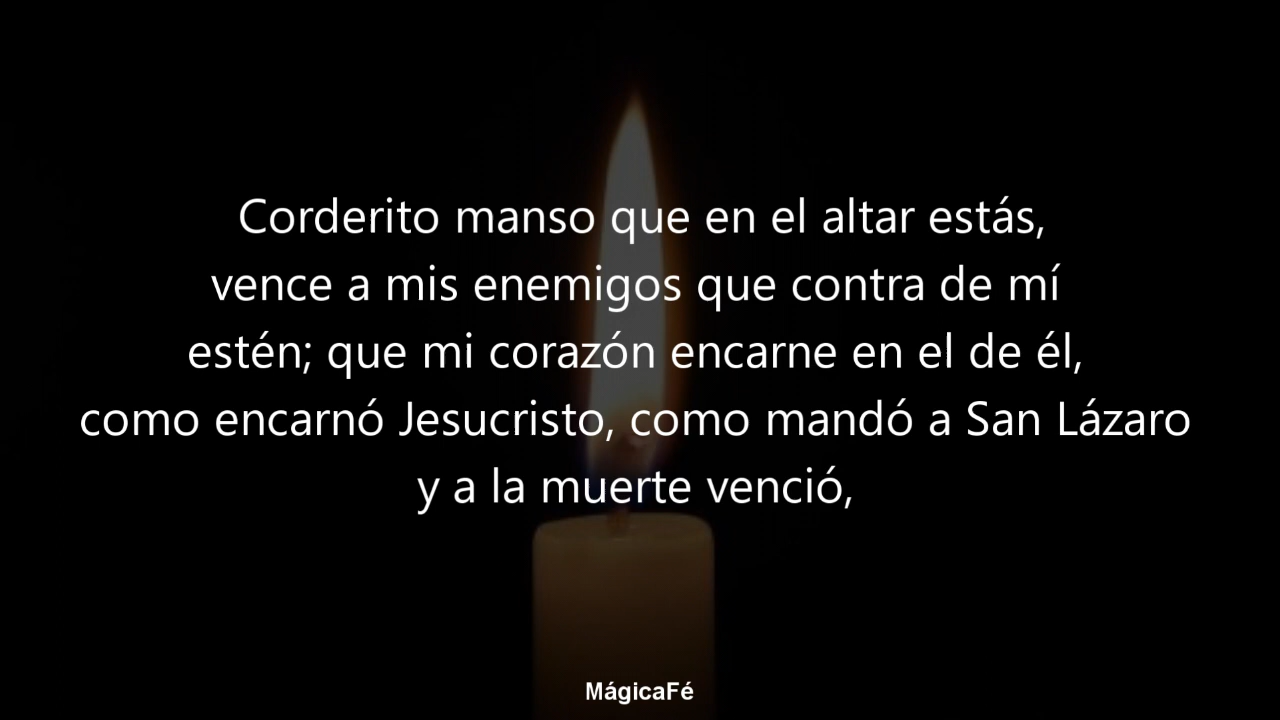 Corderito manso que en el altar estás,
vence a mis enemigos que contra de mí
estén; que mi corazón encarne en el de él,
como encarnó Jesucristo, como mandó a San Lázaro
y a la muerte venció,
MágicaFé